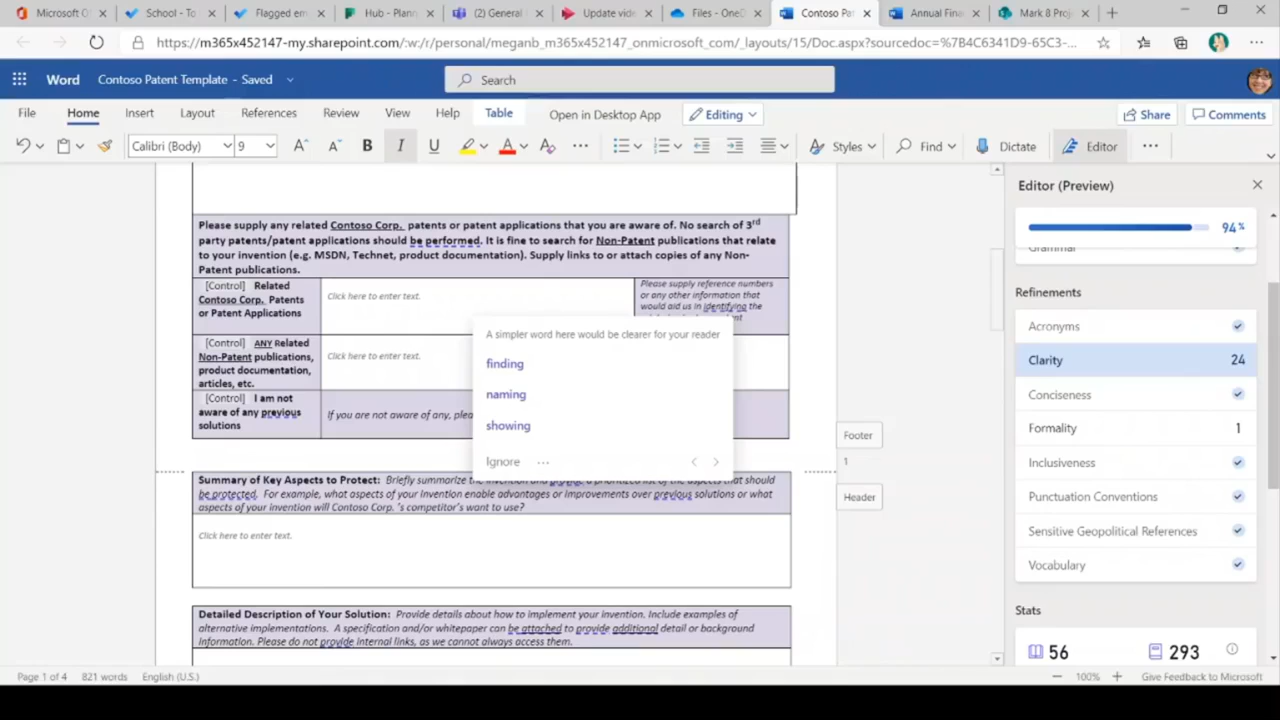 Microsoft O
School - To
Flagged em
Hub - Plann
(2) General
Update vide
Files - OneD
Contoso Pat
Annual Fina
Mark 8 Proj
https://m365x452147-my.sharepoint.com/:w:/r/personal/meganb_m365x452147_onmicrosoft_com/_layouts/15/Doc.aspx?sourcedoc=%7B4C6341D9-65C3-...
Word Contoso Patent Template - Saved Search
File Home Insert Layout References Review View Help Table Open in Desktop App Editing Share Comments
Calibri (Body) 9 A A B I U A A Styles Find Dictate Editor
Please supply any related Contoso Corp. patents or patent applications that you are aware of. No search of 3rd
party patents/patent applications should be performed. It is fine to search for Non-Patent publications that relate
to your invention (e.g. MSDN, Technet, product documentation). Supply links to or attach copies of any Non-
Patent publications.
[Control] Related
Contoso Corp. Patents
or Patent Applications
Click here to enter text.
Please supply reference numbers
or any other information that
would aid us in identifying the
nt
[Control] ANY Related
Non-Patent publications,
product documentation,
articles, etc.
Click here to enter text.
[Control] I am not
aware of any previous
solutions
If you are not aware of any, plea
A simpler word here would be clearer for your reader
finding
naming
showing
Ignore ...
Footer
1
Header
Summary of Key Aspects to Protect: Briefly summarize the invention and provide a prioritized list of the aspects that should
be protected. For example, what aspects of your invention enable advantages or improvements over previous solutions or what
aspects of your invention will Contoso Corp. 's competitor's want to use?
Click here to enter text.
Detailed Description of Your Solution: Provide details about how to implement your invention. Include examples of
alternative implementations. A specification and/or whitepaper can be attached to provide additional detail or background
information. Please do not provide internal links, as we cannot always access them.
Editor (Preview)
94%
Grammar
Refinements
Acronyms
Clarity 24
Conciseness
Formality 1
Inclusiveness
Punctuation Conventions
Sensitive Geopolitical References
Vocabulary
Stats
56 293
Page 1 of 4 821 words English (U.S.) 100% Give Feedback to Microsoft